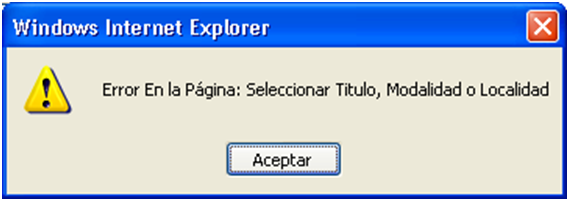 Windows Internet Explorer
Error En la Página: Seleccionar Titulo, Modalidad o Localidad
Aceptar